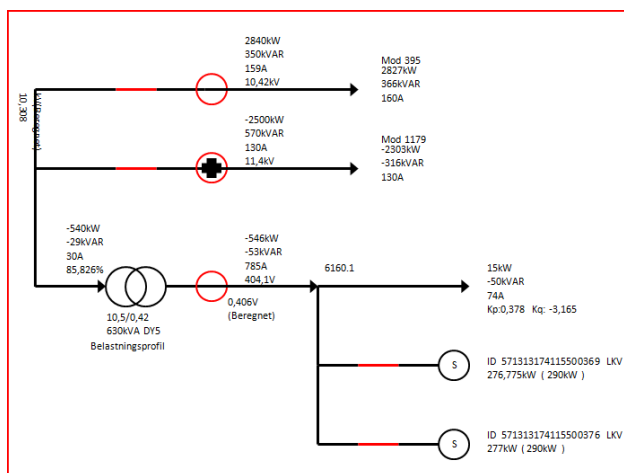 2840kW
350kVAR
159A
10,42kV
Mod 395
2827kW
366kVAR
160A
10,308
kV(Beregnet)
-2500kW
570kVAR
130A
11,4kV
Mod 1179
-2303kW
-316kVAR
130A
-540kW
-29kVAR
30A
85,826%
-546kW
-53kVAR
785A
404,1V
6160.1
15kW
-50kVAR
74A
Kp:0,378 Kq: -3,165
0,406V
(Beregnet)
10,5/0,42
630kVA DY5
Belastningsprofil
S
ID 571313174115500369 LKV
276,775kW ( 290kW )
S
ID 571313174115500376 LKV
277kW ( 290kW )